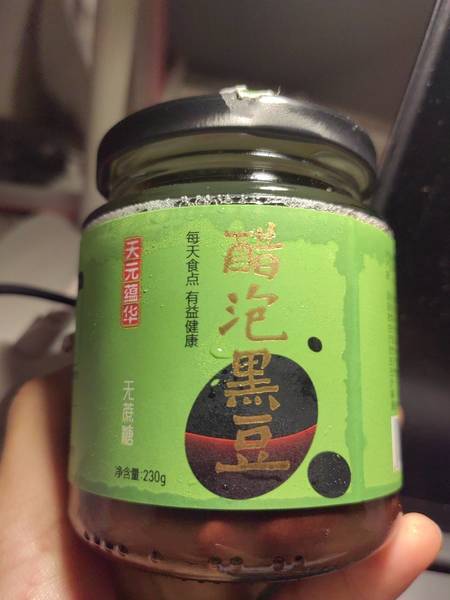 天元蕴华
每天食点 有益健康
醋泡黑豆
无蔗糖
净含量:230g